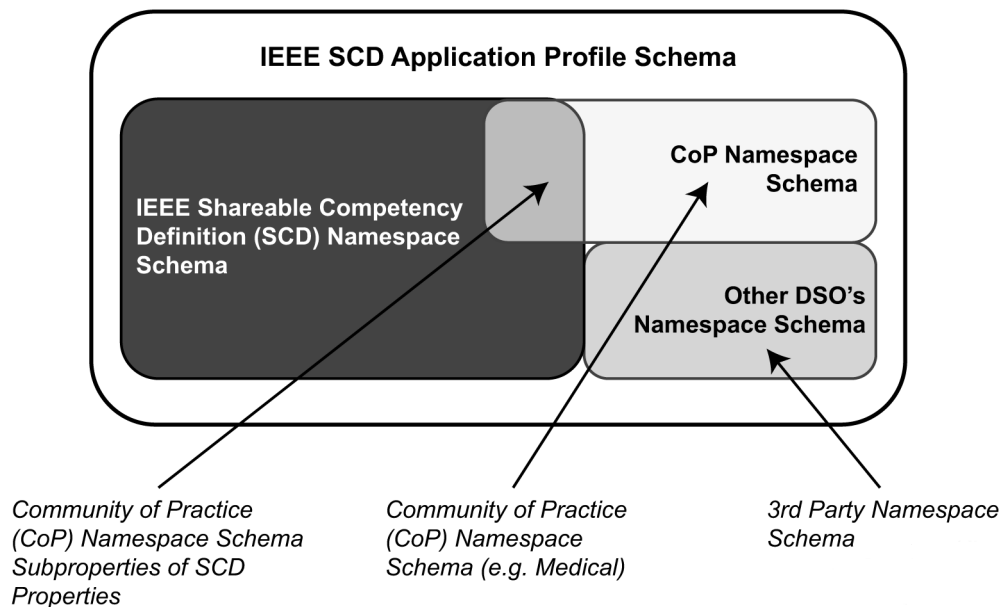 IEEE SCD Application Profile Schema
IEEE Shareable Competency
Definition (SCD) Namespace
Schema
CoP Namespace
Schema
Other DSO's
Namespace Schema
Community of Practice
(CoP) Namespace Schema
Subproperties of SCD
Properties
Community of Practice
(CoP) Namespace
Schema (e.g. Medical)
3rd Party Namespace
Schema